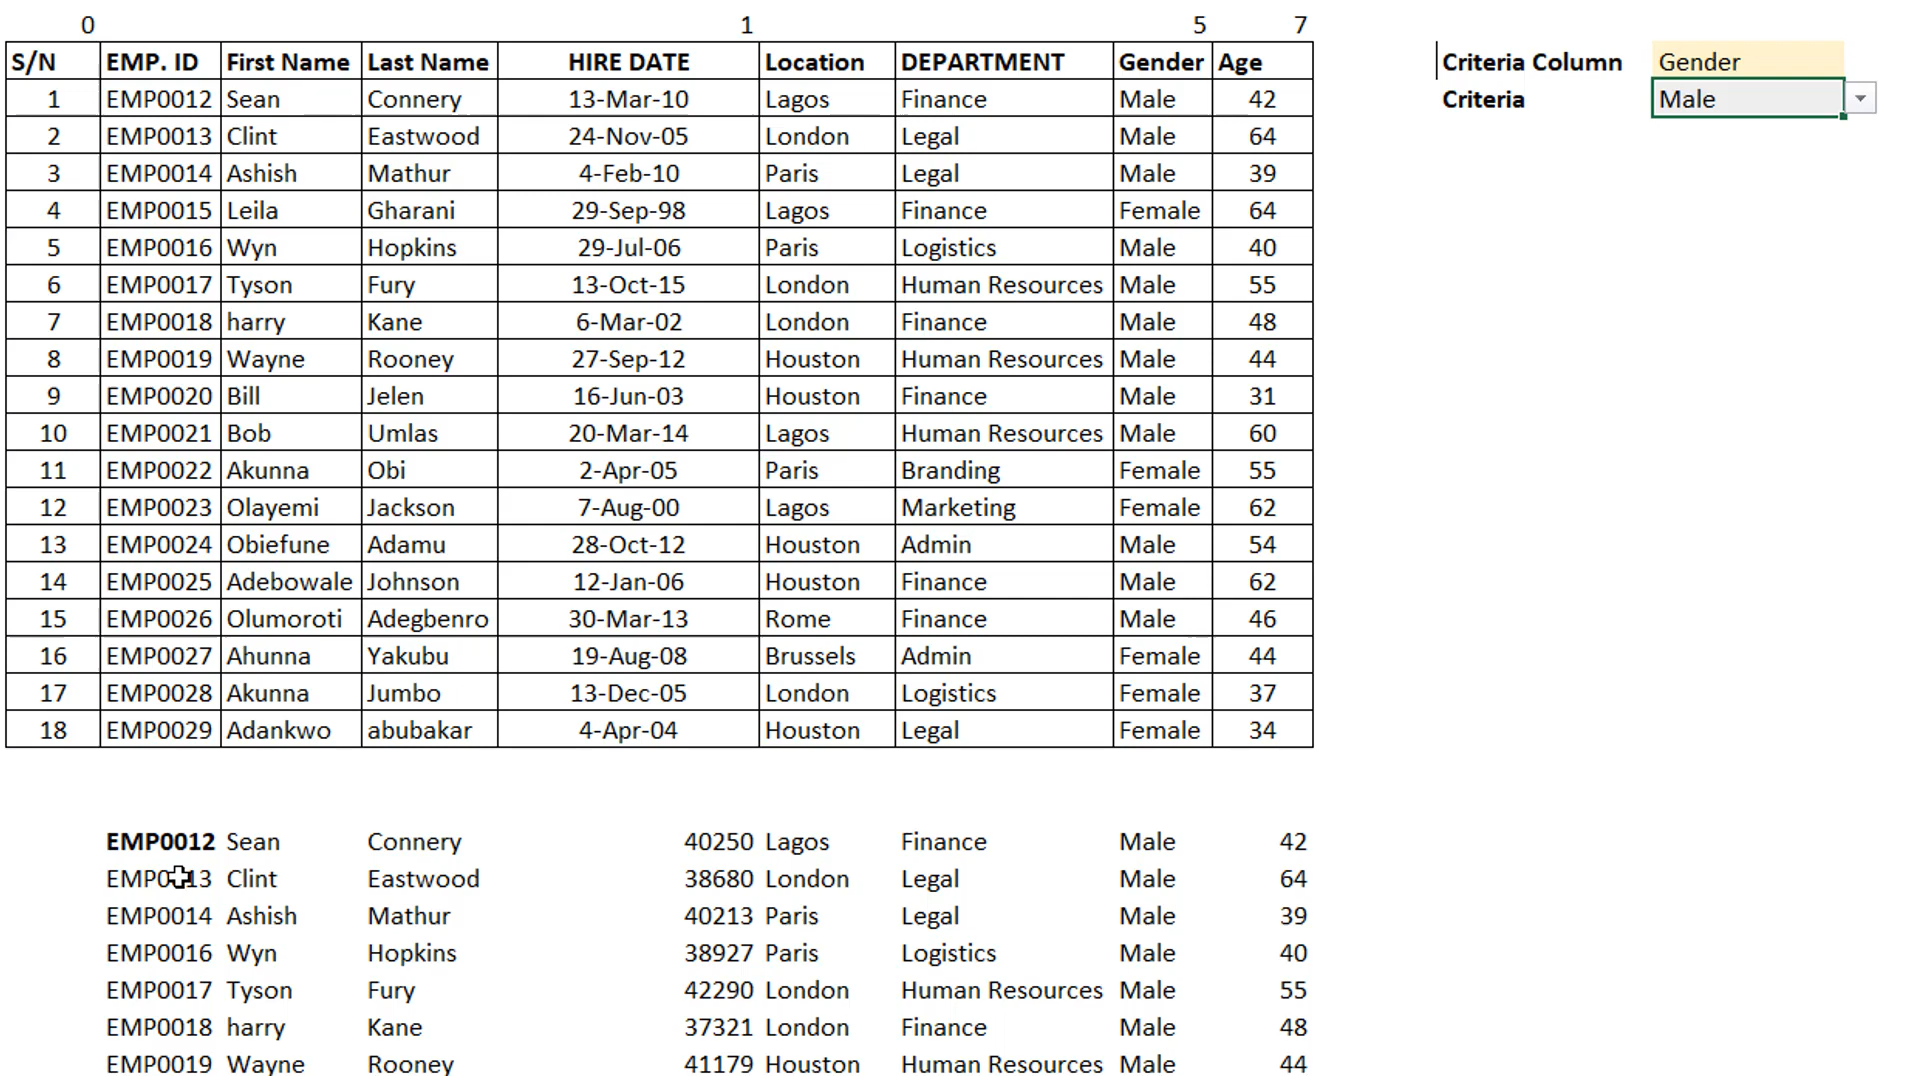 0 1 5 7
S/N EMP. ID First Name Last Name HIRE DATE Location DEPARTMENT Gender Age Criteria Column Gender
1 EMP0012 Sean Connery 13-Mar-10 Lagos Finance Male 42 Criteria Male
2 EMP0013 Clint Eastwood 24-Nov-05 London Legal Male 64
3 EMP0014 Ashish Mathur 4-Feb-10 Paris Legal Male 39
4 EMP0015 Leila Gharani 29-Sep-98 Lagos Finance Female 64
5 EMP0016 Wyn Hopkins 29-Jul-06 Paris Logistics Male 40
6 EMP0017 Tyson Fury 13-Oct-15 London Human Resources Male 55
7 EMP0018 harry Kane 6-Mar-02 London Finance Male 48
8 EMP0019 Wayne Rooney 27-Sep-12 Houston Human Resources Male 44
9 EMP0020 Bill Jelen 16-Jun-03 Houston Finance Male 31
10 EMP0021 Bob Umlas 20-Mar-14 Lagos Human Resources Male 60
11 EMP0022 Akunna Obi 2-Apr-05 Paris Branding Female 55
12 EMP0023 Olayemi Jackson 7-Aug-00 Lagos Marketing Female 62
13 EMP0024 Obiefune Adamu 28-Oct-12 Houston Admin Male 54
14 EMP0025 Adebowale Johnson 12-Jan-06 Houston Finance Male 62
15 EMP0026 Olumoroti Adegbenro 30-Mar-13 Rome Finance Male 46
16 EMP0027 Ahunna Yakubu 19-Aug-08 Brussels Admin Female 44
17 EMP0028 Akunna Jumbo 13-Dec-05 London Logistics Female 37
18 EMP0029 Adankwo abubakar 4-Apr-04 Houston Legal Female 34
EMP0012 Sean Connery 40250 Lagos Finance Male 42
EMP0013 Clint Eastwood 38680 London Legal Male 64
EMP0014 Ashish Mathur 40213 Paris Legal Male 39
EMP0016 Wyn Hopkins 38927 Paris Logistics Male 40
EMP0017 Tyson Fury 42290 London Human Resources Male 55
EMP0018 harry Kane 37321 London Finance Male 48
EMP0019 Wayne Rooney 41179 Houston Human Resources Male 44